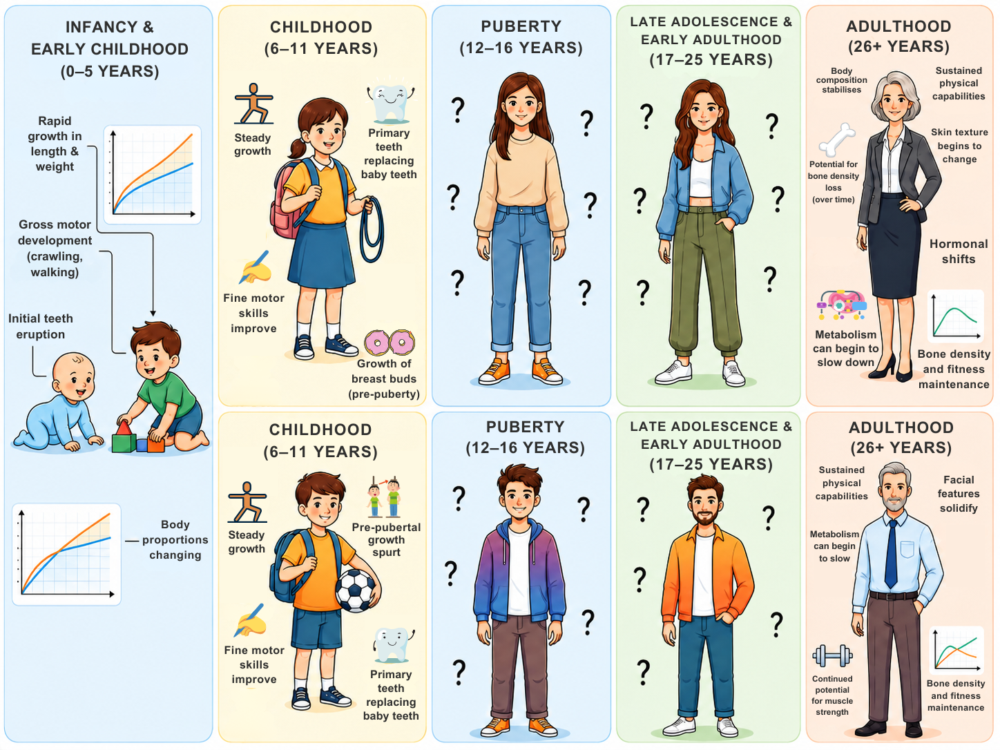 INFANCY &
EARLY CHILDHOOD
(0–5 YEARS)
Rapid
growth in
length &
weight
Gross motor
development
(crawling,
walking)
Initial teeth
eruption
Body
proportions
changing
CHILDHOOD
(6–11 YEARS)
Steady
growth
Primary
teeth
replacing
baby teeth
Fine motor
skills
improve
Growth of
breast buds
(pre-puberty)
PUBERTY
(12–16 YEARS)
? ?
? ?
? ?
LATE ADOLESCENCE &
EARLY ADULTHOOD
(17–25 YEARS)
? ?
? ?
? ?
ADULTHOOD
(26+ YEARS)
Body
composition
stabilises
Sustained
physical
capabilities
Skin texture
begins to
change
Potential for
bone density
loss
(over time)
Hormonal
shifts
Metabolism
can begin to
slow down
Bone density
and fitness
maintenance
CHILDHOOD
(6–11 YEARS)
Steady
growth
Pre-pubertal
growth
spurt
Fine motor
skills
improve
Primary
teeth
replacing
baby teeth
PUBERTY
(12–16 YEARS)
? ?
?
?
?
LATE ADOLESCENCE &
EARLY ADULTHOOD
(17–25 YEARS)
? ?
?
?
?
ADULTHOOD
(26+ YEARS)
Sustained
physical
capabilities
Facial
features
solidify
Metabolism
can begin
to slow
Continued
potential
for muscle
strength
Bone density
and fitness
maintenance